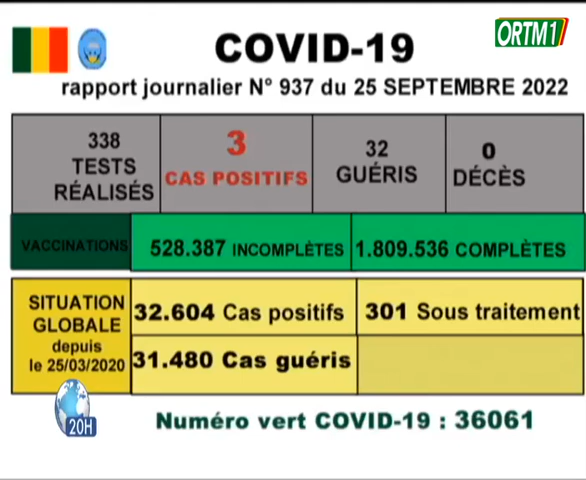 ORTM1
COVID-19
rapport journalier N° 937 du 25 SEPTEMBRE 2022
338
TESTS
RÉALISÉS
3
CAS POSITIFS
32
GUÉRIS
0
DÉCÈS
VACCINATIONS
528.387 INCOMPLÈTES
1.809.536 COMPLÈTES
SITUATION
GLOBALE
depuis
le 25/03/2020
32.604 Cas positifs
301 Sous traitement
31.480 Cas guéris
20H
Numéro vert COVID-19 : 36061